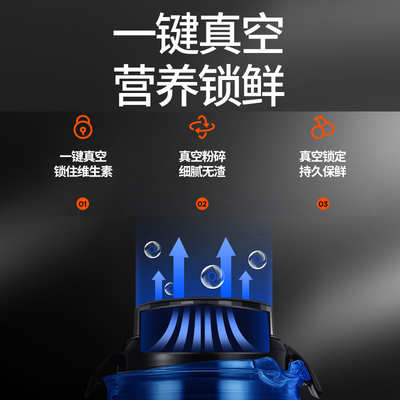 一键真空
营养锁鲜
一键真空
锁住维生素
01
真空粉碎
细腻无渣
02
真空锁定
持久保鲜
03